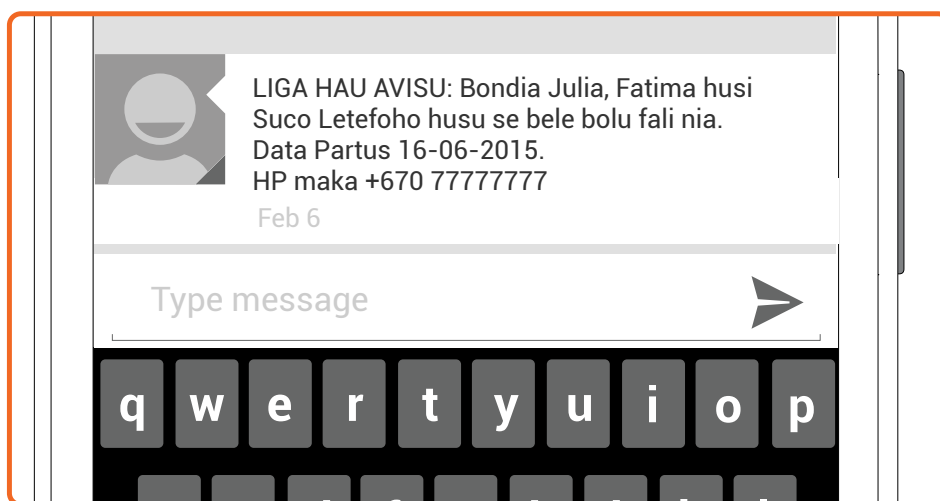 LIGA HAU AVISU: Bondia Julia, Fatima husi
Suco Letefoho husu se bele bolu fali nia.
Data Partus 16-06-2015.
HP maka +670 77777777
Feb 6
Type message
q w e r t y u i o p